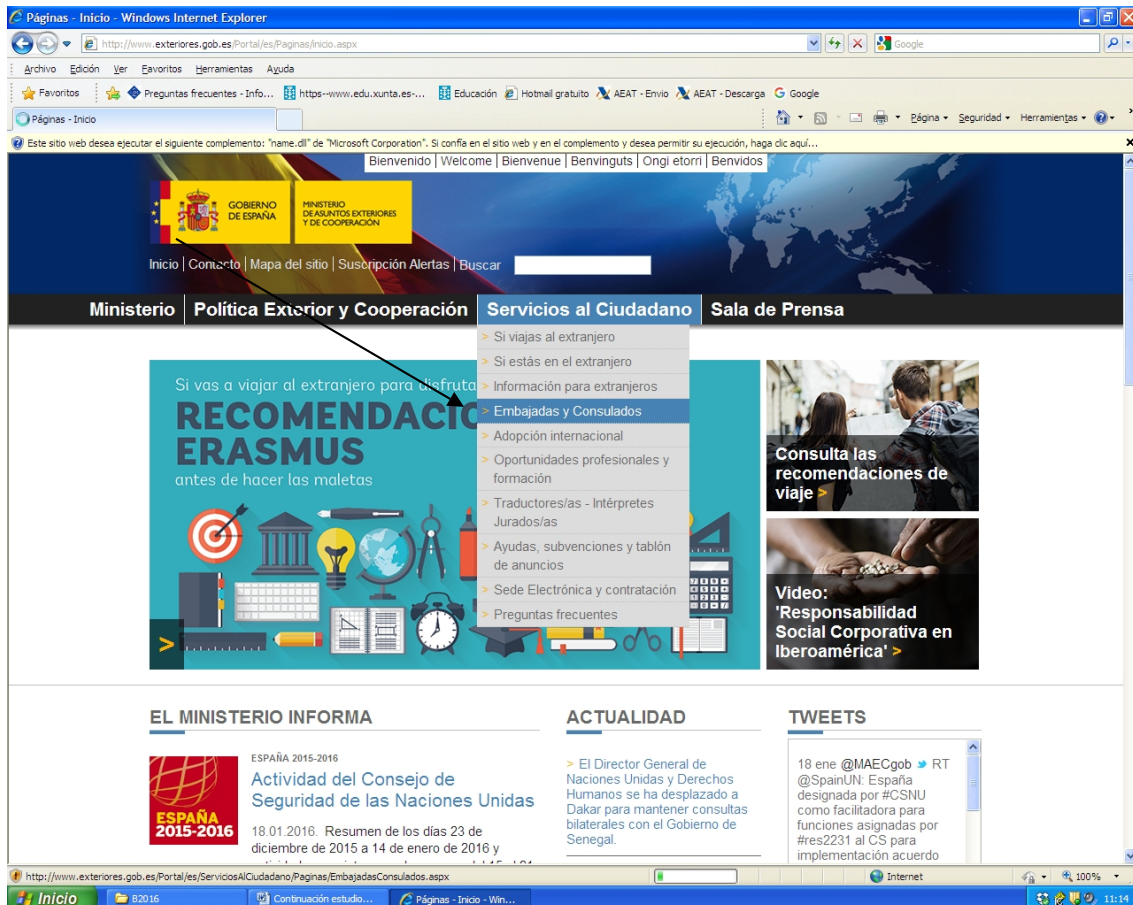 Páginas - Inicio - Windows Internet Explorer
http://www.exteriores.gob.es/Portal/es/Paginas/inicio.aspx
Google
Archivo Edición Ver Favoritos Herramientas Ayuda
Favoritos Preguntas frecuentes - Info... https--www.edu.xunta.es-... Educación Hotmail gratuito AEAT - Envio AEAT - Descarga Google
Páginas - Inicio
Página Seguridad Herramientas
Este sitio web desea ejecutar el siguiente complemento: "name.dll" de "Microsoft Corporation". Si confía en el sitio web y en el complemento y desea permitir su ejecución, haga clic aquí...
Bienvenido | Welcome | Bienvenue | Benvinguts | Ongi etorri | Benvidos
GOBIERNO
DE ESPAÑA
MINISTERIO
DE ASUNTOS EXTERIORES
Y DE COOPERACIÓN
Inicio | Contacto | Mapa del sitio | Suscripción Alertas | Buscar
Ministerio Política Exterior y Cooperación Servicios al Ciudadano Sala de Prensa
> Si viajas al extranjero
> Si estás en el extranjero
> Información para extranjeros
> Embajadas y Consulados
> Adopción internacional
> Oportunidades profesionales y
formación
> Traductores/as - Intérpretes
Jurados/as
> Ayudas, subvenciones y tablón
de anuncios
> Sede Electrónica y contratación
> Preguntas frecuentes
Si vas a viajar al extranjero para disfruta
RECOMENDACIO
ERASMUS
antes de hacer las maletas
>
Consulta las
recomendaciones de
viaje >
Video:
'Responsabilidad
Social Corporativa en
Iberoamérica' >
EL MINISTERIO INFORMA
ESPAÑA
2015-2016
ESPAÑA 2015-2016
Actividad del Consejo de
Seguridad de las Naciones Unidas
18.01.2016. Resumen de los días 23 de
diciembre de 2015 a 14 de enero de 2016 y
ACTUALIDAD
> El Director General de
Naciones Unidas y Derechos
Humanos se ha desplazado a
Dakar para mantener consultas
bilaterales con el Gobierno de
Senegal.
TWEETS
18 ene @MAECgob RT
@SpainUN: España
designada por #CSNU
como facilitadora para
funciones asignadas por
#res2231 al CS para
implementación acuerdo
http://www.exteriores.gob.es/Portal/es/ServiciosAlCiudadano/Paginas/EmbajadasConsulados.aspx
Internet
100%
Inicio B2016 Continuación estudio... Páginas - Inicio - Win... 11:14